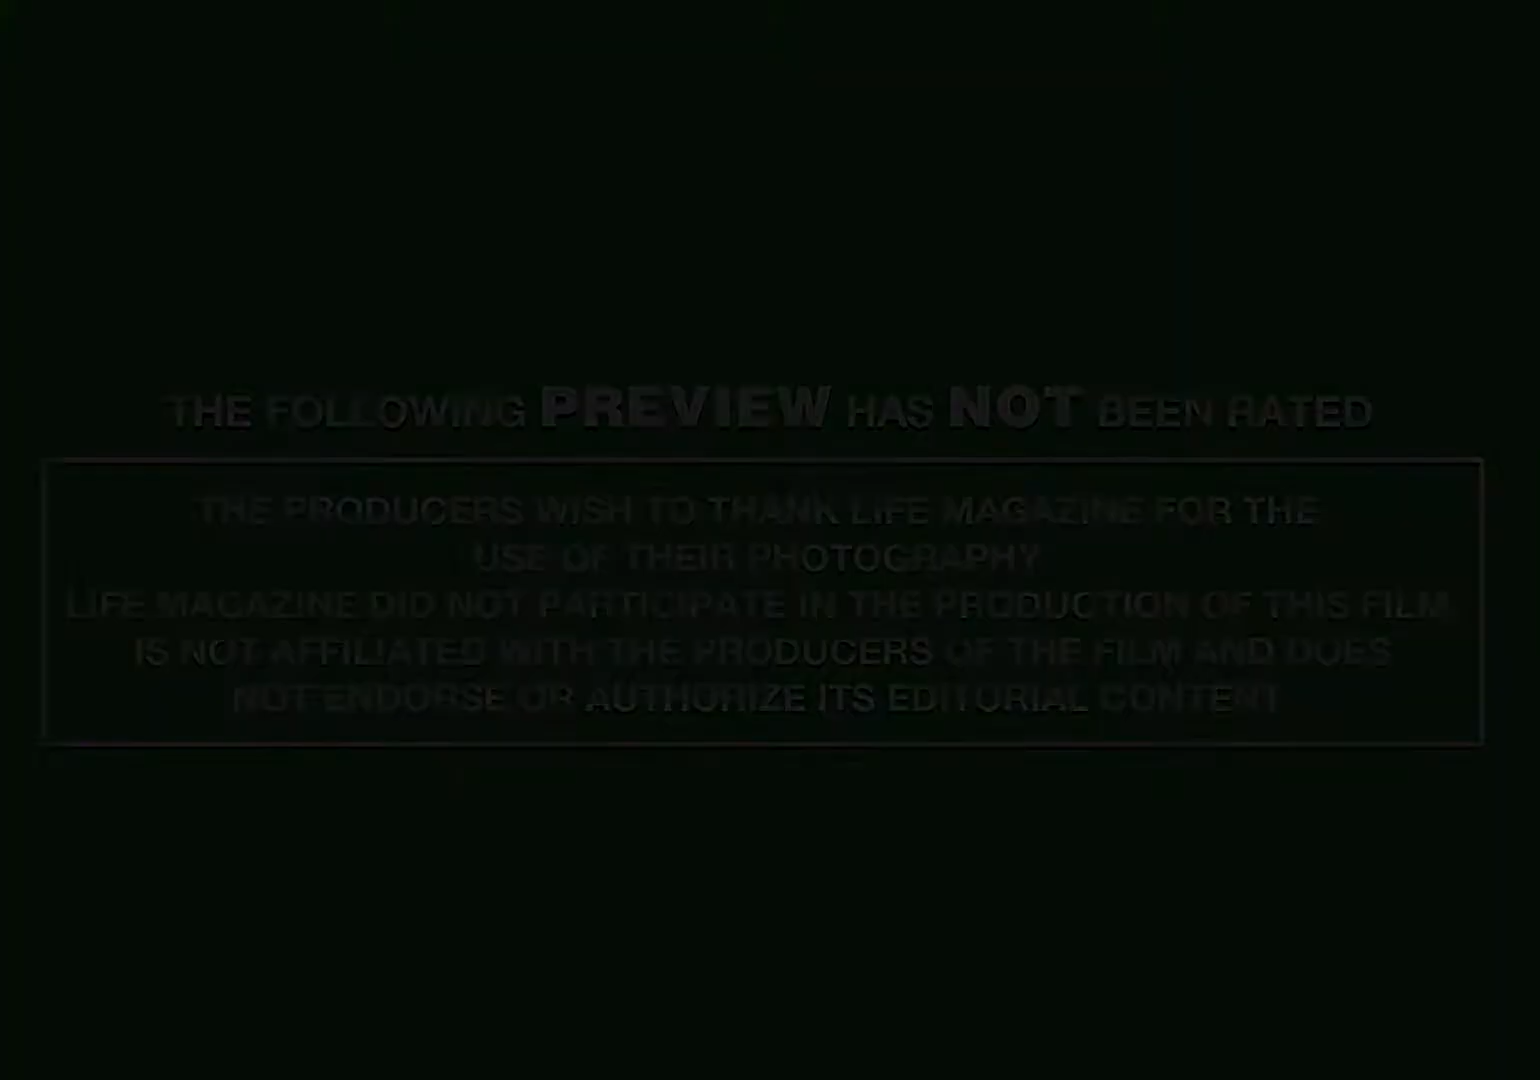 THE FOLLOWING PREVIEW HAS NOT BEEN RATED
THE PRODUCERS WISH TO THANK LIFE MAGAZINE FOR THE
USE OF THEIR PHOTOGRAPHY
LIFE MAGAZINE DID NOT PARTICIPATE IN THE PRODUCTION OF THIS FILM,
IS NOT AFFILIATED WITH THE PRODUCERS OF THE FILM AND DOES
NOT ENDORSE OR AUTHORIZE ITS EDITORIAL CONTENT